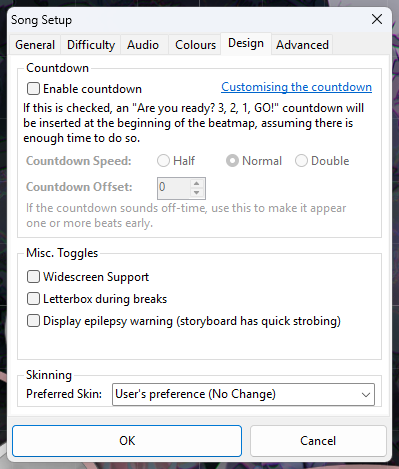 Song Setup
General Difficulty Audio Colours Design Advanced
Countdown
Enable countdown Customising the countdown
If this is checked, an "Are you ready? 3, 2, 1, GO!" countdown will
be inserted at the beginning of the beatmap, assuming there is
enough time to do so.
Countdown Speed: Half Normal Double
Countdown Offset: 0
If the countdown sounds off-time, use this to make it appear
one or more beats early.
Misc. Toggles
Widescreen Support
Letterbox during breaks
Display epilepsy warning (storyboard has quick strobing)
Skinning
Preferred Skin: User's preference (No Change)
OK Cancel